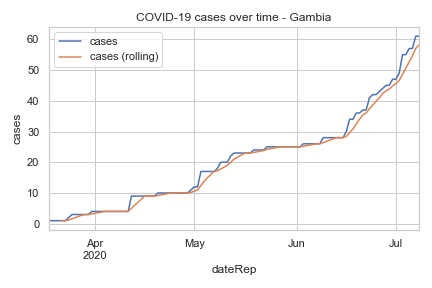 COVID-19 cases over time - Gambia
cases
cases (rolling)
60
50
40
30
20
10
0
cases
Apr
2020
May
Jun
Jul
dateRep